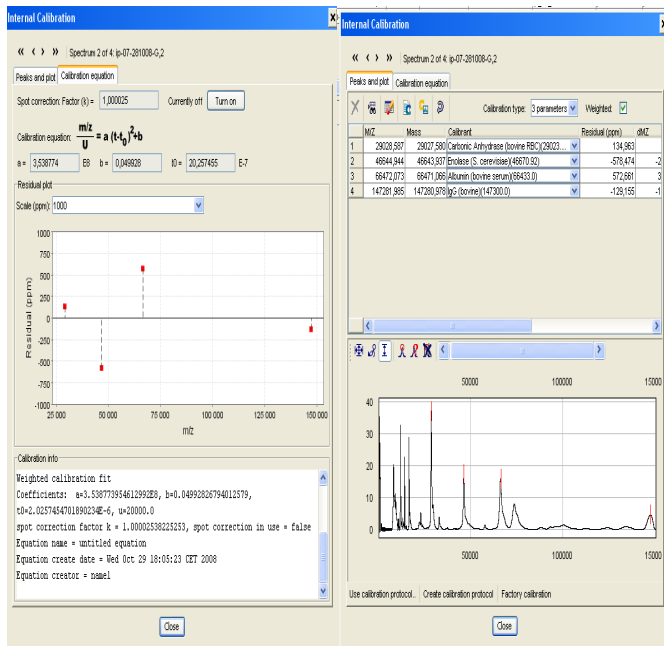 Internal Calibration
Spectrum 2 of 4: ip-07-281008-G,2
Peaks and plot Calibration equation
Spot correction: Factor (k) = 1,000025 Currently off Turn on
Calibration equation: m/z / U = a (t-t0)²+b
a = 3,538774 E8 b = 0,049928 t0 = 20,257455 E-7
Residual plot
Scale (ppm): 1000
1000
750
500
250
0
-250
-500
-750
-1000
Residual (ppm)
25 000 50 000 75 000 100 000 125 000 150 000
m/z
Calibration info
Weighted calibration fit
Coefficients: a=3.538773954612992E8, b=0.04992826794012579,
t0=2.0257454701890234E-6, u=20000.0
spot correction factor k = 1.00002538225253, spot correction in use = false
Equation name = untitled equation
Equation create date = Wed Oct 29 18:05:23 CET 2008
Equation creator = name1
Close
Internal Calibration
Spectrum 2 of 4: ip-07-281008-G,2
Peaks and plot Calibration equation
Calibration type: 3 parameters Weighted:
M/Z Mass Calibrant Residual (ppm) dMZ
1 29028,587 29027,580 Carbonic Anhydrase (bovine RBC)(29023.... 134,963
2 46644,944 46643,937 Enolase (S. cerevisiae)(46670.92) -578,474 -2
3 66472,073 66471,066 Albumin (bovine serum)(66433.0) 572,661 3
4 147281,985 147280,978 IgG (bovine)(147300.0) -129,155 -1
50000 100000 15000
40
30
20
10
0
50000 100000 15000
Use calibration protocol... Create calibration protocol Factory calibration
Close